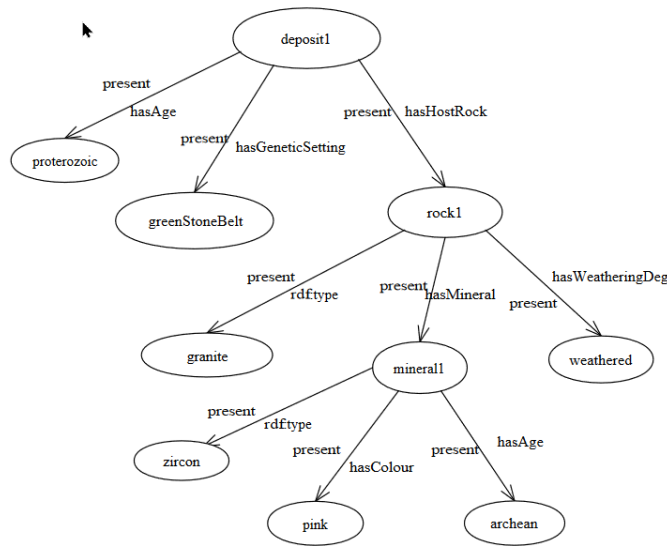 deposit1
present
hasAge
present
hasGeneticSetting
present
hasHostRock
proterozoic
greenStoneBelt
rock1
present
rdf:type
present
hasMineral
hasWeatheringDeg
present
granite
mineral1
weathered
present
rdf:type
present
hasColour
hasAge
present
zircon
pink
archean